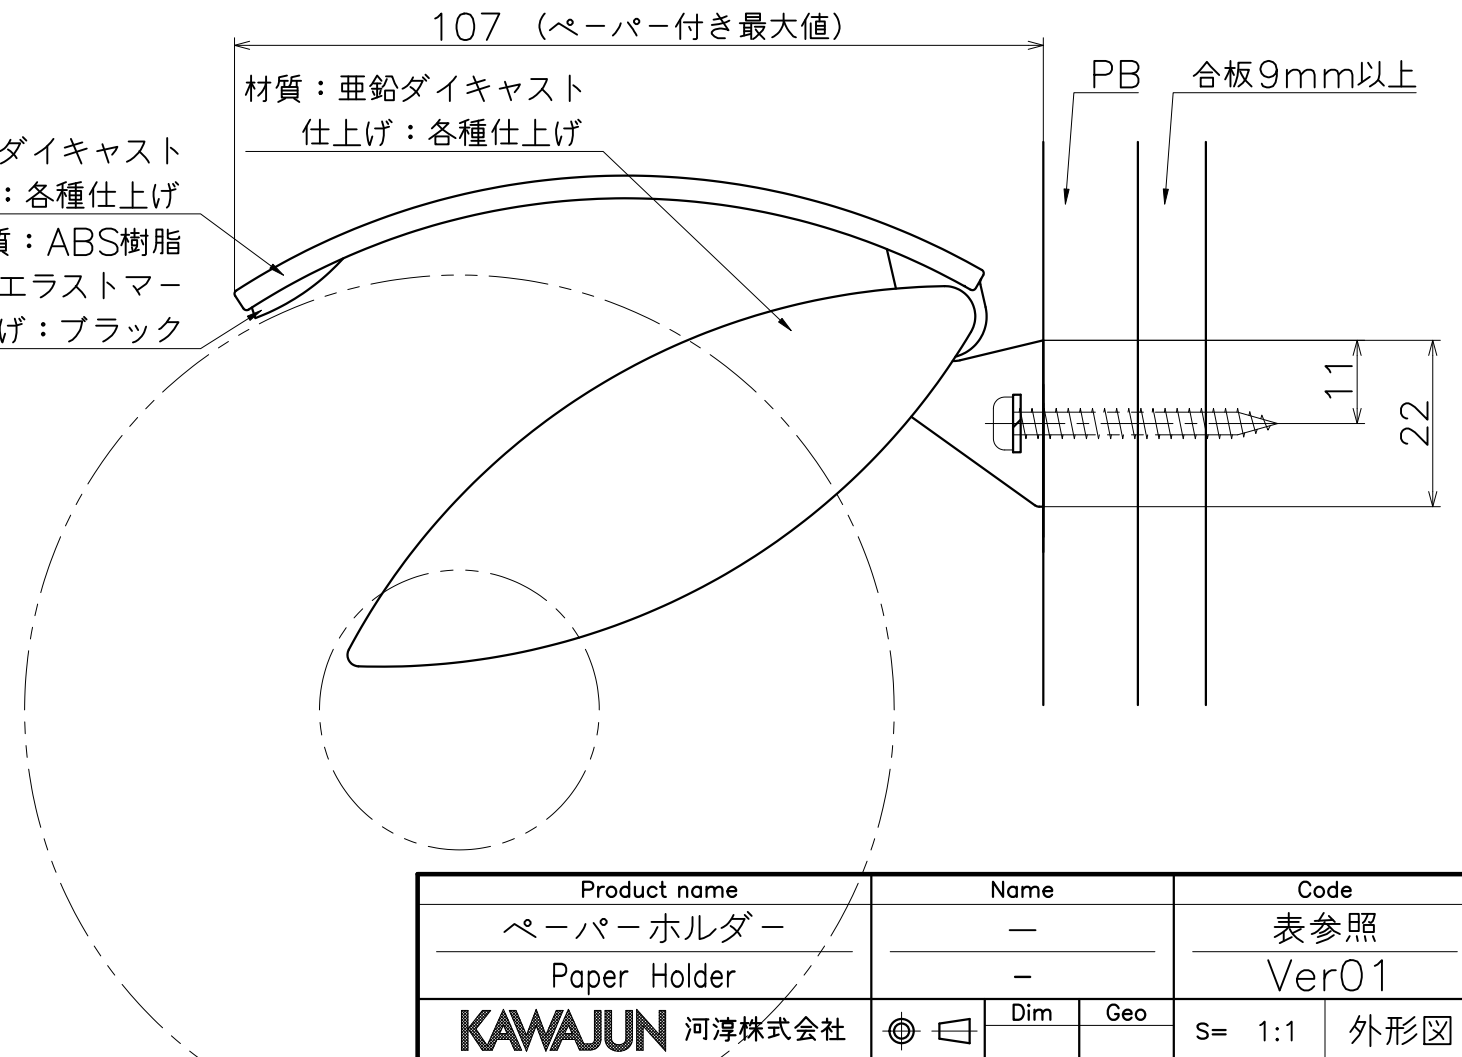 107 (ペーパー付き最大値)
材質：亜鉛ダイキャスト
仕上げ：各種仕上げ
PB
合板9mm以上
ダイキャスト
：各種仕上げ
質：ABS樹脂
エラストマー
げ：ブラック
11
22
Product name
Name
Code
ペーパーホルダー
—
表参照
Paper Holder
-
Ver01
KAWAJUN 河淳株式会社
Dim
Geo
S= 1:1
外形図